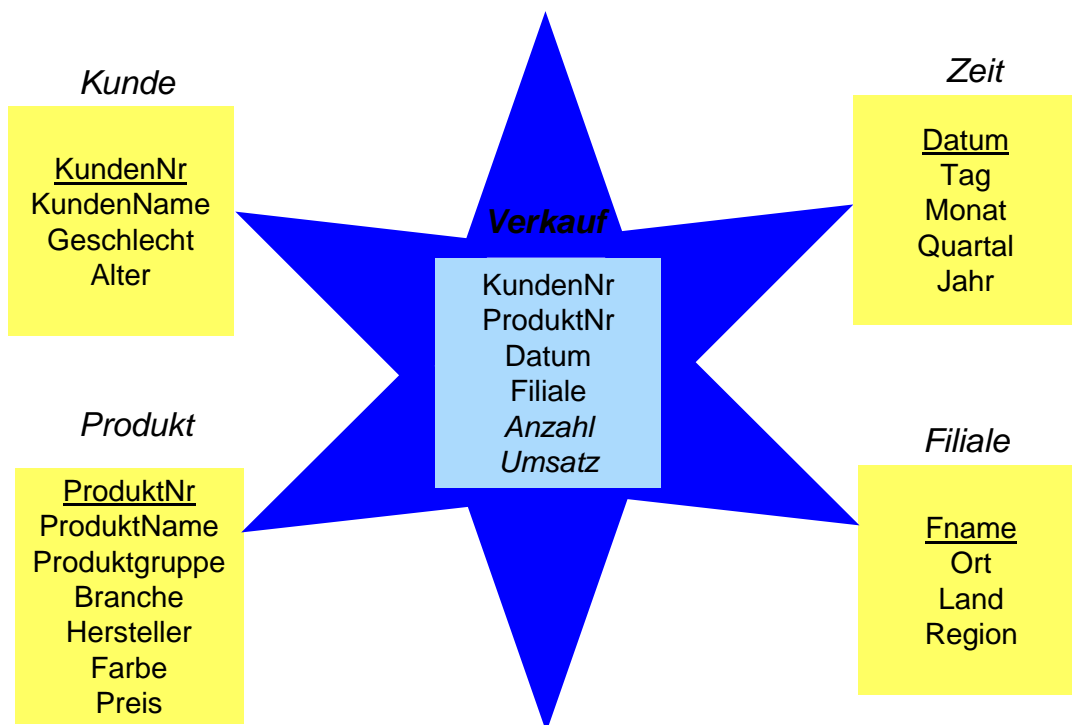 Kunde
KundenNr
KundenName
Geschlecht
Alter
Produkt
ProduktNr
ProduktName
Produktgruppe
Branche
Hersteller
Farbe
Preis
Verkauf
KundenNr
ProduktNr
Datum
Filiale
Anzahl
Umsatz
Zeit
Datum
Tag
Monat
Quartal
Jahr
Filiale
Fname
Ort
Land
Region